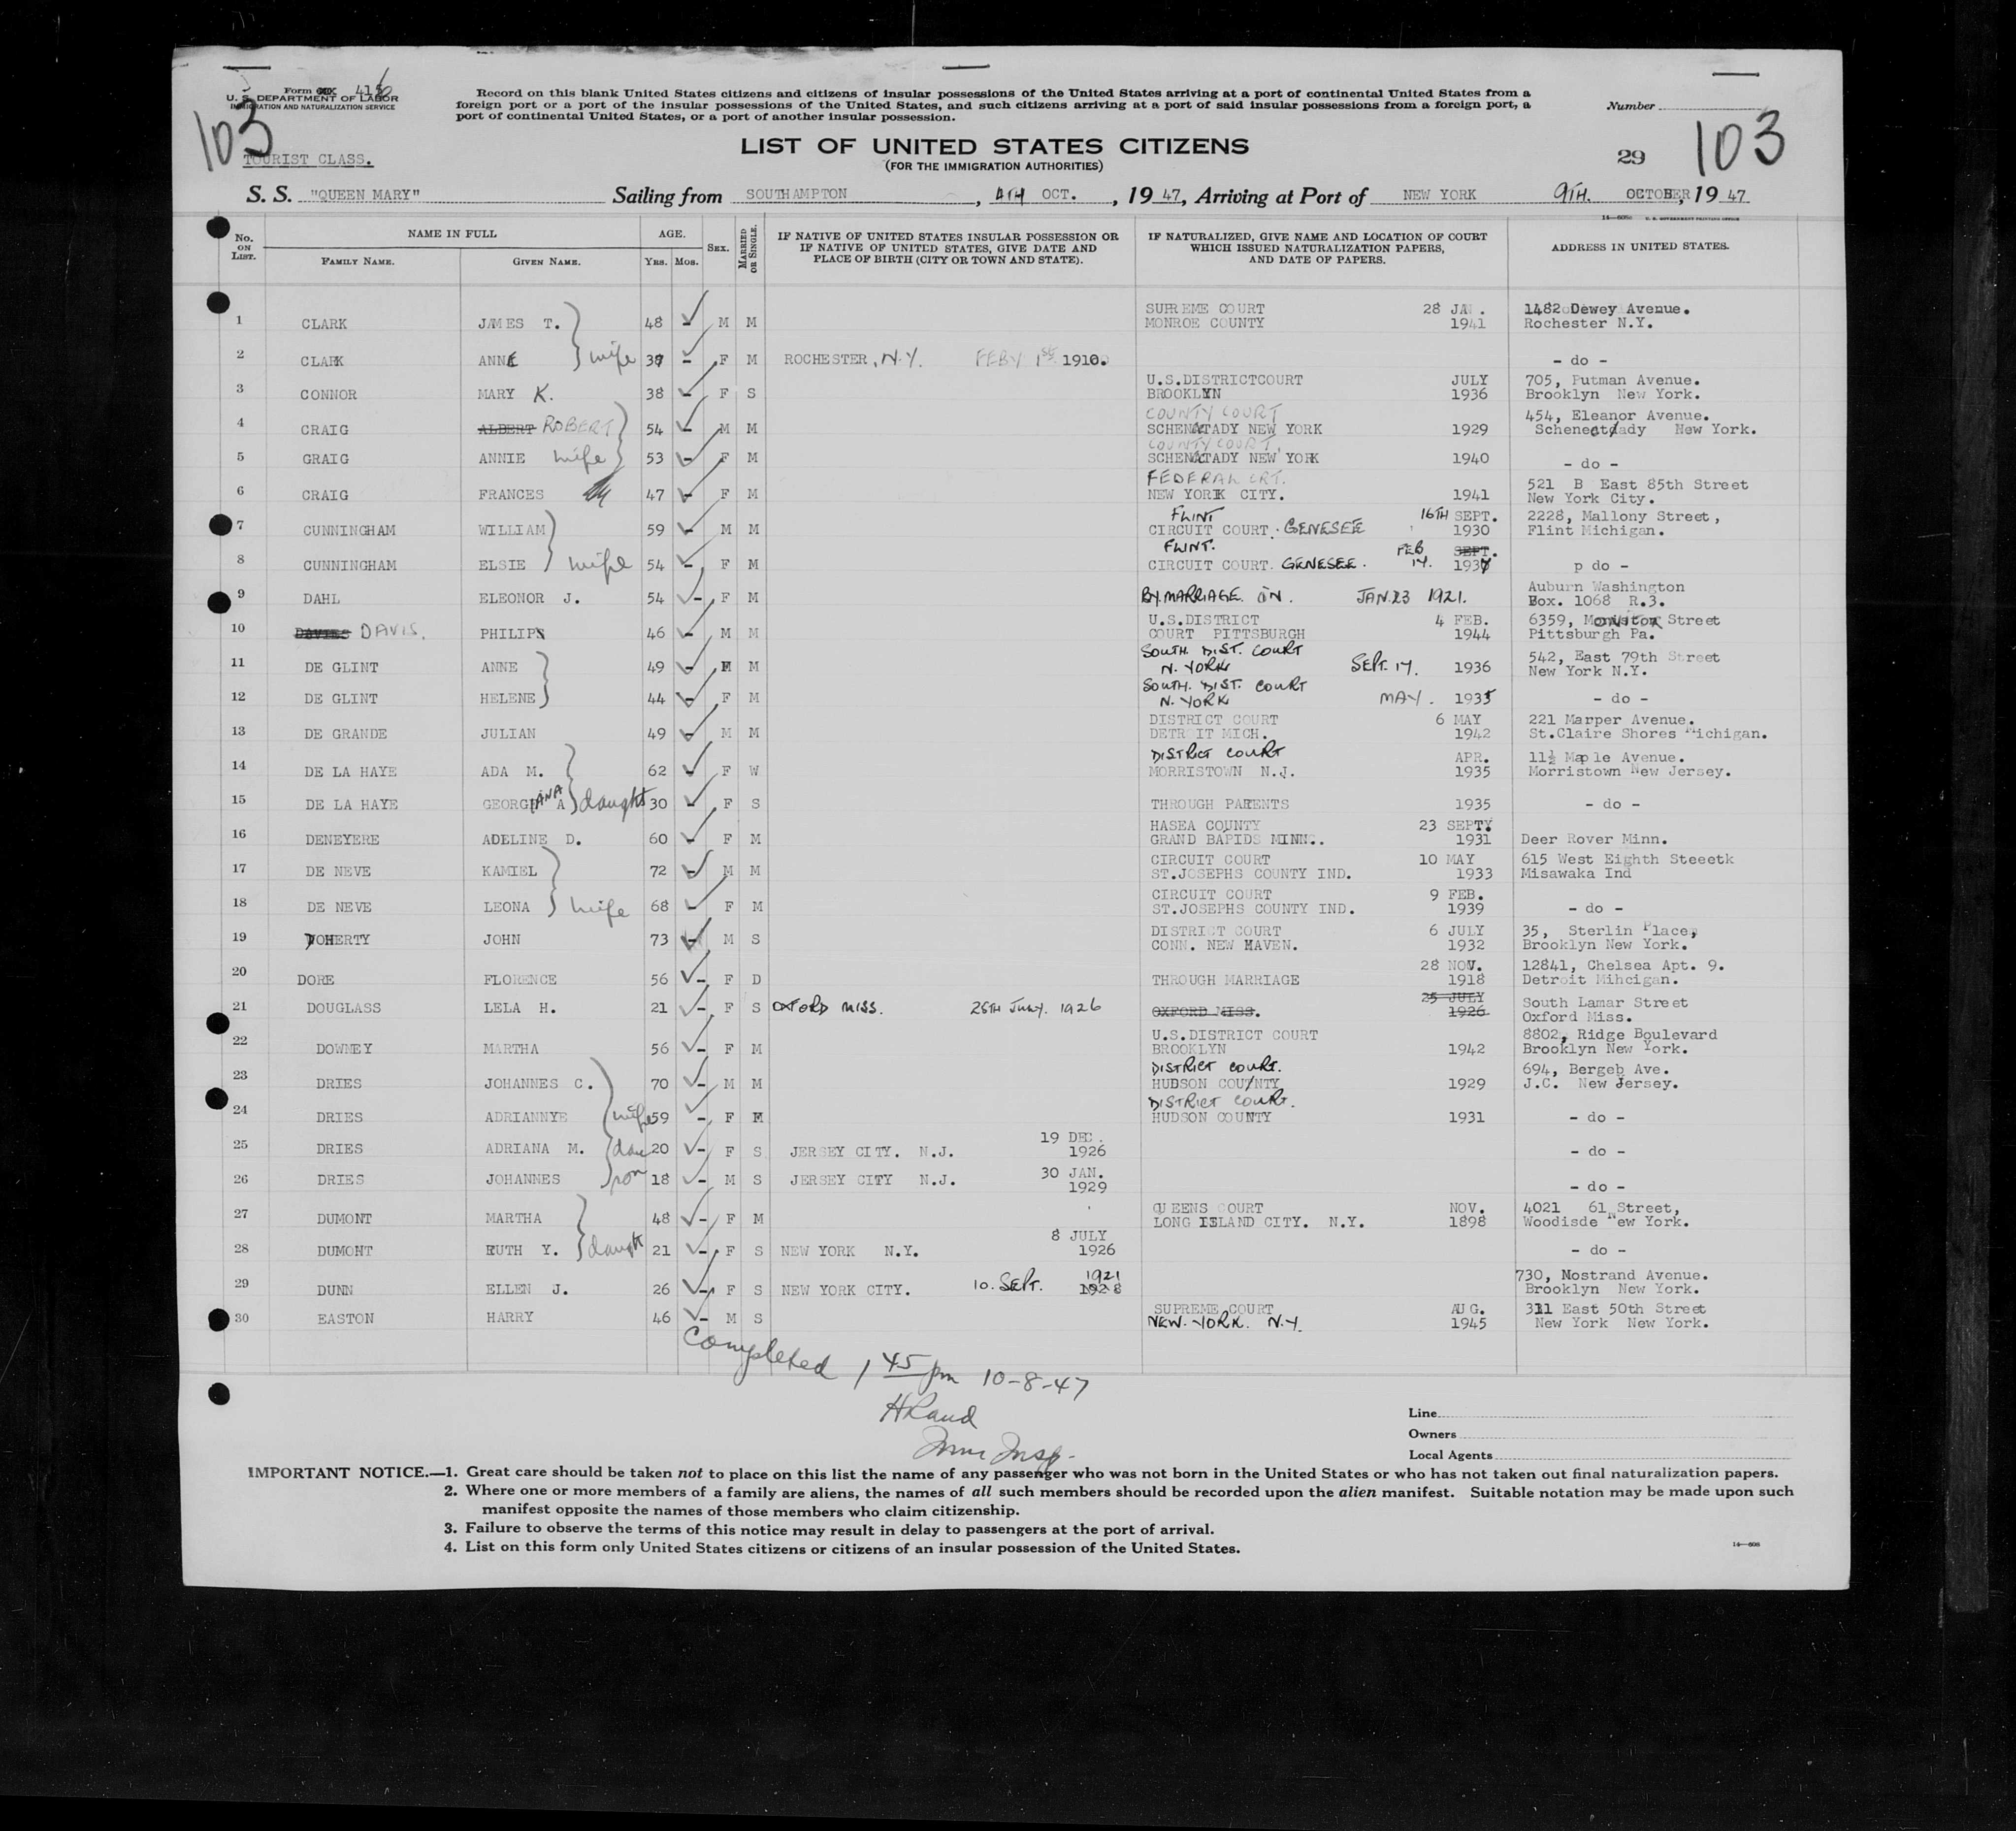 Form 416
U. S. DEPARTMENT OF LABOR
IMMIGRATION AND NATURALIZATION SERVICE
103
TOURIST CLASS.
Record on this blank United States citizens and citizens of insular possessions of the United States arriving at a port of continental United States from a
foreign port or a port of the insular possessions of the United States, and such citizens arriving at a port of said insular possessions from a foreign port, a
port of continental United States, or a port of another insular possession.
Number
LIST OF UNITED STATES CITIZENS
(FOR THE IMMIGRATION AUTHORITIES)
29 103
S. S. "QUEEN MARY" Sailing from SOUTHAMPTON, 4TH OCT., 19 47, Arriving at Port of NEW YORK 9TH. OCTOBER, 19 47
No. ON LIST. NAME IN FULL FAMILY NAME. GIVEN NAME. AGE. YRS. MOS. SEX. MARRIED OR SINGLE.
IF NATIVE OF UNITED STATES INSULAR POSSESSION OR
IF NATIVE OF UNITED STATES, GIVE DATE AND
PLACE OF BIRTH (CITY OR TOWN AND STATE).
IF NATURALIZED, GIVE NAME AND LOCATION OF COURT
WHICH ISSUED NATURALIZATION PAPERS,
AND DATE OF PAPERS.
ADDRESS IN UNITED STATES.
SUPREME COURT 28 JAN. 1482 Dewey Avenue.
1 CLARK JAMES T. 48 - M M MONROE COUNTY 1941 Rochester N.Y.
2 CLARK ANNE wife 37 - F M ROCHESTER, N.Y. FEBY 1ST 1910. - do -
U.S.DISTRICTCOURT JULY 705, Putman Avenue.
3 CONNOR MARY K. 38 - F S BROOKLYN 1936 Brooklyn New York.
COUNTY COURT 454, Eleanor Avenue.
4 CRAIG ALBERT ROBERT 54 - M M SCHENATADY NEW YORK 1929 Schenectady New York.
COUNTY COURT
5 GRAIG ANNIE wife 53 - F M SCHENATADY NEW YORK 1940 - do -
FEDERAL CRT. 521 B East 85th Street
6 CRAIG FRANCES 47 - F M NEW YORK CITY. 1941 New York City.
FLINT 16TH SEPT. 2228, Mallony Street,
7 CUNNINGHAM WILLIAM 59 - M M CIRCUIT COURT. GENESEE 1930 Flint Michigan.
FLINT. FEB SEPT.
8 CUNNINGHAM ELSIE wife 54 - F M CIRCUIT COURT. GENESEE. 14. 1937 p do -
Auburn Washington
9 DAHL ELEONOR J. 54 - F M BY MARRIAGE ON. JAN. 23 1921. Box. 1068 R.3.
U.S.DISTRICT 4 FEB. 6359, Monitor Street
10 DAVIES DAVIS. PHILIP 46 - M M COURT PITTSBURGH 1944 Pittsburgh Pa.
SOUTH. DIST. COURT 542, East 79th Street
11 DE GLINT ANNE 49 - M N. YORK SEPT. 14. 1936 New York N.Y.
SOUTH. DIST. COURT
12 DE GLINT HELENE 44 - F M N. YORK MAY. 1935 - do -
DISTRICT COURT 6 MAY 221 Marper Avenue.
13 DE GRANDE JULIAN 49 - M M DETROIT MICH. 1942 St.Claire Shores Michigan.
DISTRICT COURT APR. 11½ Maple Avenue.
14 DE LA HAYE ADA M. 62 - F W MORRISTOWN N.J. 1935 Morristown New Jersey.
15 DE LA HAYE GEORGIANA A daught 30 - F S THROUGH PARENTS 1935 - do -
HASEA COUNTY 23 SEPTY
16 DENEYERE ADELINE D. 60 - F M GRAND RAPIDS MINN.. 1931 Deer Rover Minn.
CIRCUIT COURT 10 MAY 615 West Eighth Steeetk
17 DE NEVE KAMIEL 72 - M M ST.JOSEPHS COUNTY IND. 1933 Misawaka Ind
CIRCUIT COURT 9 FEB.
18 DE NEVE LEONA wife 68 - F M ST.JOSEPHS COUNTY IND. 1939 - do -
DISTRICT COURT 6 JULY 35, Sterlin Place,
19 DOHERTY JOHN 73 - M S CONN. NEW HAVEN. 1932 Brooklyn New York.
28 NOV. 12841, Chelsea Apt. 9.
20 DORE FLORENCE 56 - F D THROUGH MARRIAGE 1918 Detroit Mihcigan.
25 JULY South Lamar Street
21 DOUGLASS LELA H. 21 - F S OXFORD MISS. 25TH JULY. 1926 OXFORD MISS. 1926 Oxford Miss.
U.S.DISTRICT COURT 8802, Ridge Boulevard
22 DOWNEY MARTHA 56 - F M BROOKLYN 1942 Brooklyn New York.
DISTRICT COURT. 694, Bergeb Ave.
23 DRIES JOHANNES C. 70 - M M HUDSON COUNTY 1929 J.C. New Jersey.
DISTRICT COURT.
24 DRIES ADRIANNYE wife 59 - F M HUDSON COUNTY 1931 - do -
19 DEC.
25 DRIES ADRIANA M. dau 20 - F S JERSEY CITY. N.J. 1926 - do -
30 JAN.
26 DRIES JOHANNES son 18 - M S JERSEY CITY N.J. 1929 - do -
QUEENS COURT NOV. 4021 61 Street,
27 DUMONT MARTHA 48 - F M LONG ISLAND CITY. N.Y. 1898 Woodisde New York.
8 JULY
28 DUMONT RUTH Y. daught 21 - F S NEW YORK N.Y. 1926 - do -
1921 730, Nostrand Avenue.
29 DUNN ELLEN J. 26 - F S NEW YORK CITY. 10. SEPT. 1928 Brooklyn New York.
SUPREME COURT AUG. 311 East 50th Street
30 EASTON HARRY 46 - M S NEW. YORK. N.Y. 1945 New York New York.
Completed 1 45 pm 10-8-47
Line
Owners
Imm Insp.
Local Agents
IMPORTANT NOTICE.—1. Great care should be taken not to place on this list the name of any passenger who was not born in the United States or who has not taken out final naturalization papers.
2. Where one or more members of a family are aliens, the names of all such members should be recorded upon the alien manifest. Suitable notation may be made upon such
manifest opposite the names of those members who claim citizenship.
3. Failure to observe the terms of this notice may result in delay to passengers at the port of arrival.
4. List on this form only United States citizens or citizens of an insular possession of the United States.